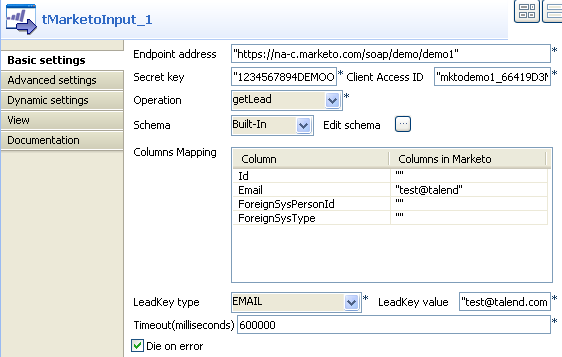 tMarketoInput_1
Basic settings
Advanced settings
Dynamic settings
View
Documentation
Endpoint address "https://na-c.marketo.com/soap/demo/demo1" *
Secret key "1234567894DEMOO * Client Access ID "mktodemo1_66419D3N *
Operation getLead *
Schema Built-In Edit schema ...
Columns Mapping
Column Columns in Marketo
Id ""
Email "test@talend"
ForeignSysPersonId ""
ForeignSysType ""
LeadKey type EMAIL * LeadKey value "test@talend.com *
Timeout(milliseconds) 600000 *
Die on error